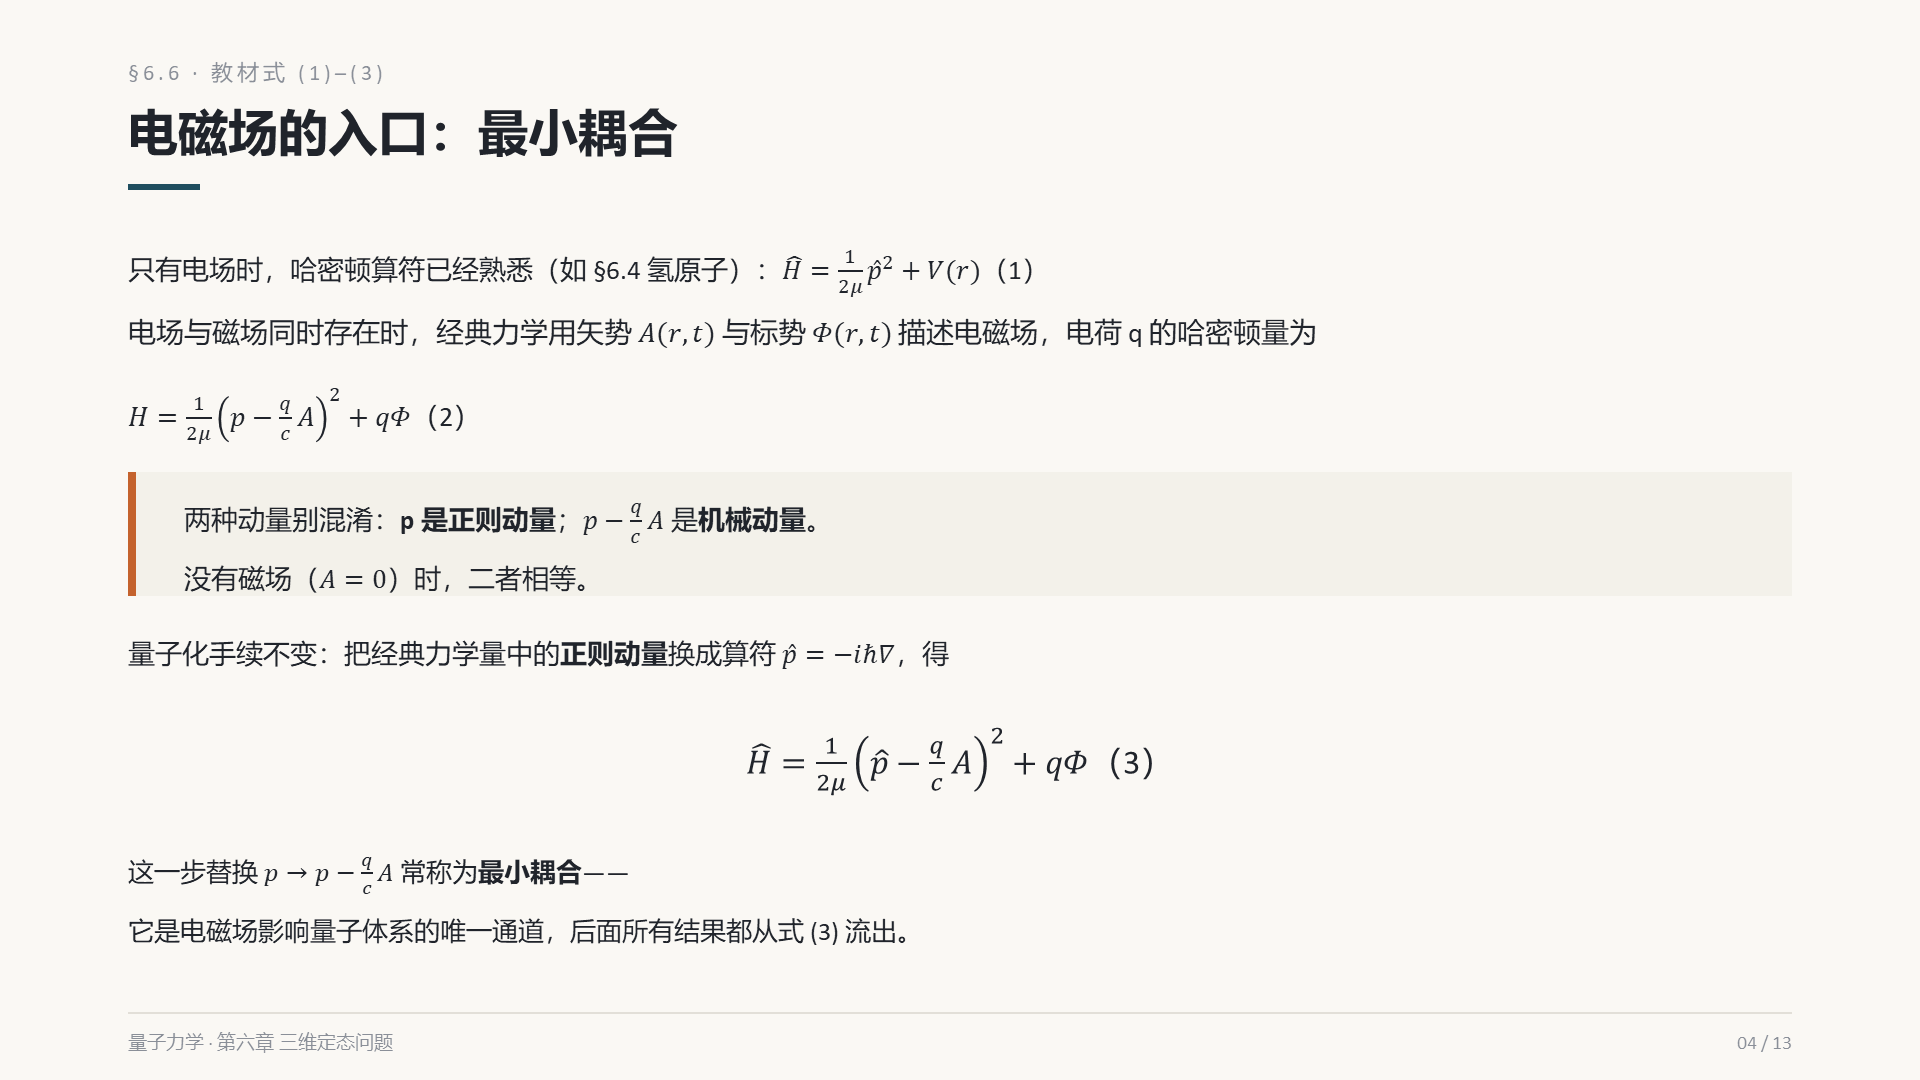 §6.6 · 教材式 (1)–(3)
电磁场的入口：最小耦合
只有电场时，哈密顿算符已经熟悉（如 §6.4 氢原子）：Ĥ = 1/2μ p̂² + V(r)（1）
电场与磁场同时存在时，经典力学用矢势 A(r, t) 与标势 Φ(r, t) 描述电磁场，电荷 q 的哈密顿量为
H = 1/2μ (p − q/c A)² + qΦ（2）
两种动量别混淆：p 是正则动量；p − q/c A 是机械动量。
没有磁场（A = 0）时，二者相等。
量子化手续不变：把经典力学量中的正则动量换成算符 p̂ = −iℏ∇，得
Ĥ = 1/2μ (p̂ − q/c A)² + qΦ（3）
这一步替换 p → p − q/c A 常称为最小耦合——
它是电磁场影响量子体系的唯一通道，后面所有结果都从式 (3) 流出。
量子力学 · 第六章 三维定态问题
04 / 13